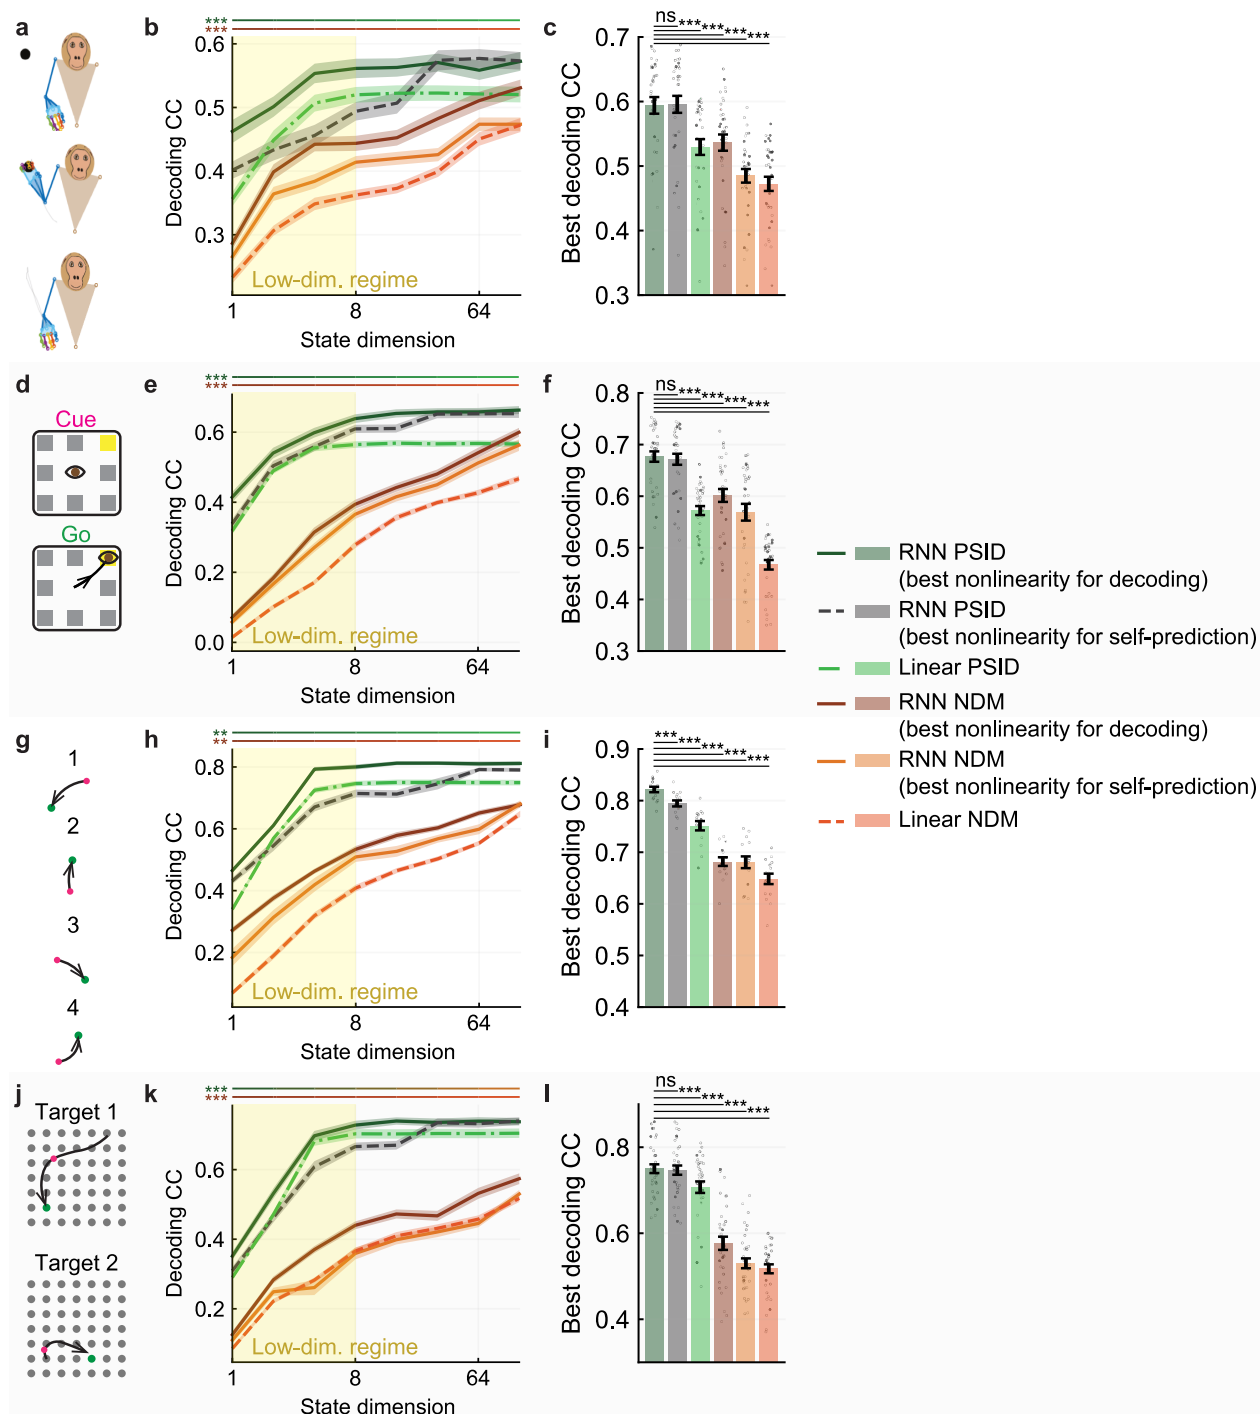 a
b
***
***
Decoding CC
0.6
0.5
0.4
0.3
Low-dim. regime
1
8
64
State dimension
c
ns
***
***
***
***
Best decoding CC
0.7
0.6
0.5
0.4
0.3
d
Cue
Go
e
***
***
Decoding CC
0.6
0.4
0.2
0.0
Low-dim. regime
1
8
64
State dimension
f
ns
***
***
***
***
Best decoding CC
0.8
0.7
0.6
0.5
0.4
0.3
RNN PSID
(best nonlinearity for decoding)
RNN PSID
(best nonlinearity for self-prediction)
Linear PSID
RNN NDM
(best nonlinearity for decoding)
RNN NDM
(best nonlinearity for self-prediction)
Linear NDM
g
1
2
3
4
h
**
**
Decoding CC
0.8
0.6
0.4
0.2
Low-dim. regime
1
8
64
State dimension
i
***
***
***
***
***
Best decoding CC
0.9
0.8
0.7
0.6
0.5
0.4
j
Target 1
Target 2
k
***
***
Decoding CC
0.6
0.4
0.2
Low-dim. regime
1
8
64
State dimension
l
ns
***
***
***
***
Best decoding CC
0.8
0.6
0.4